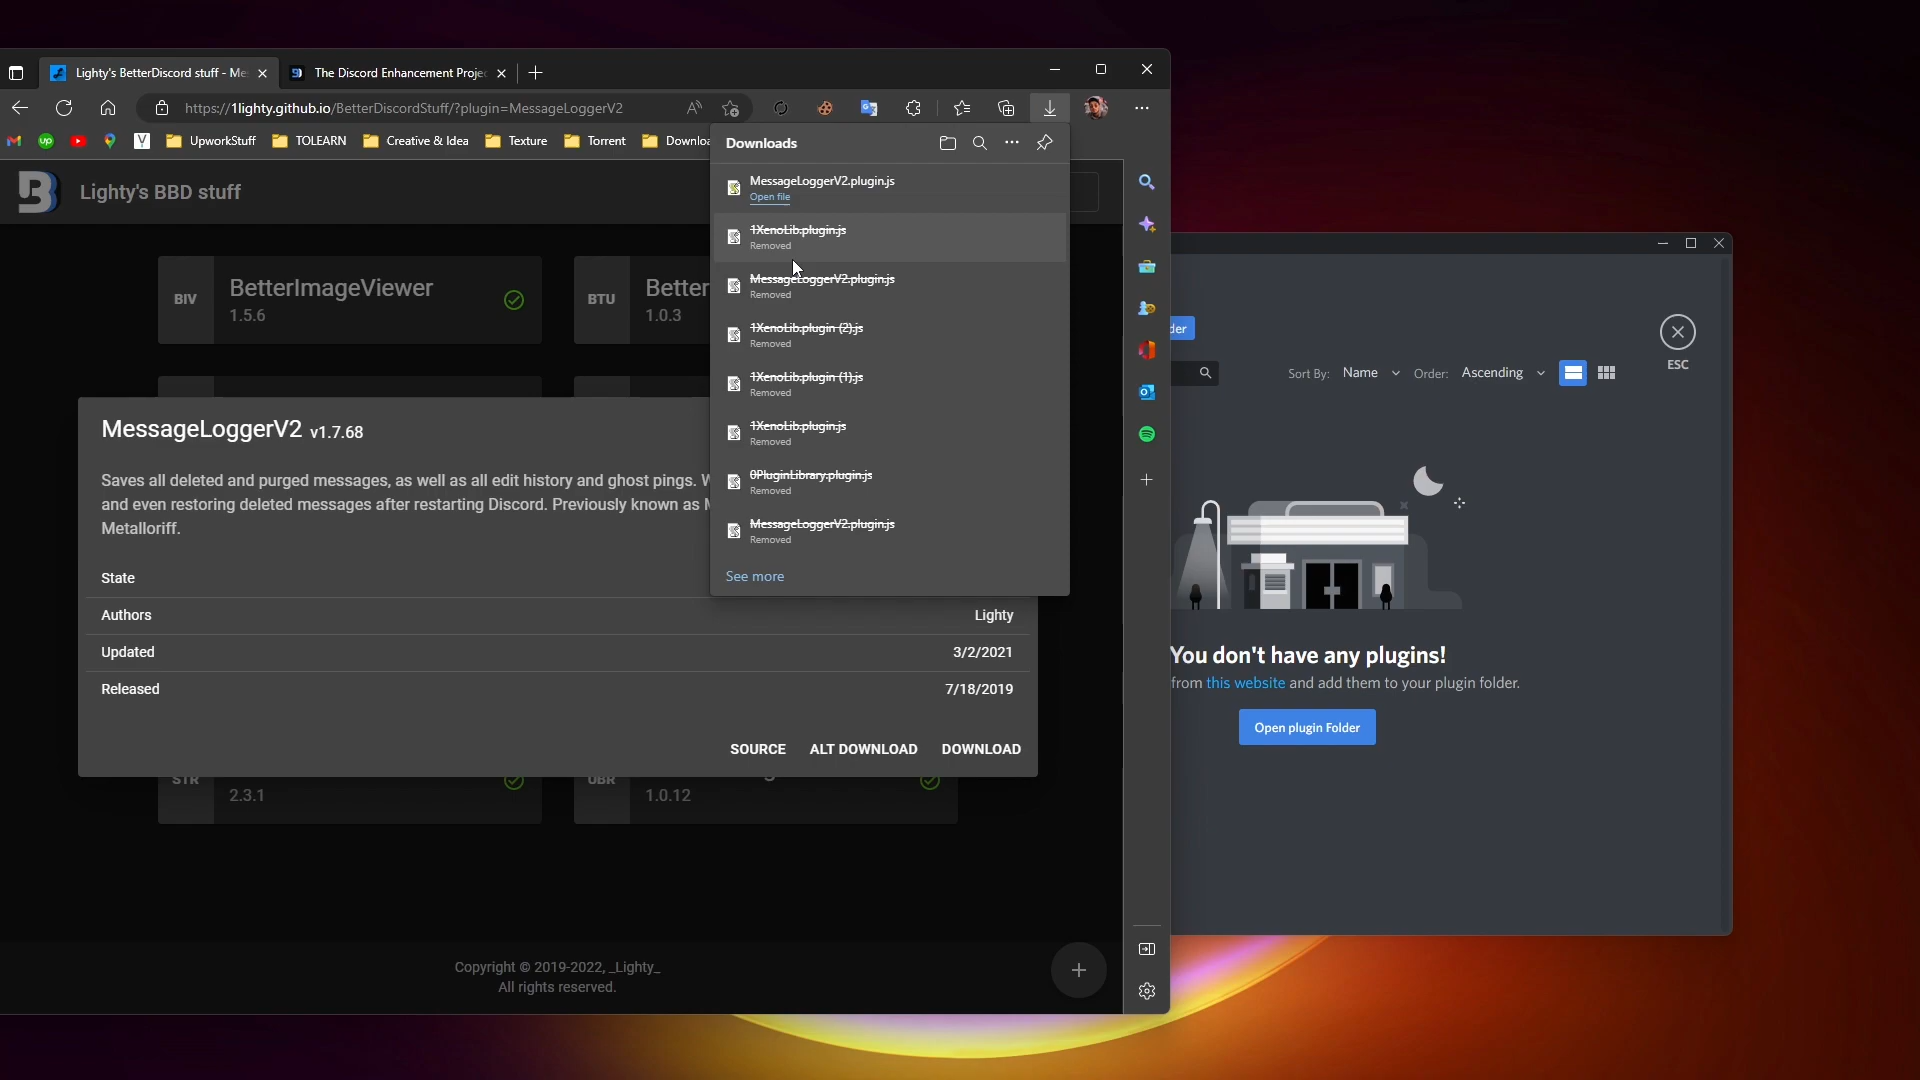 Lighty's BetterDiscord stuff - Me
The Discord Enhancement Projec
https://1lighty.github.io/BetterDiscordStuff/?plugin=MessageLoggerV2
UpworkStuff
TOLEARN
Creative & Idea
Texture
Torrent
Downloa
Downloads
MessageLoggerV2.plugin.js
Open file
1XenoLib.plugin.js
Removed
MessageLoggerV2.plugin.js
Removed
1XenoLib.plugin (2).js
Removed
1XenoLib.plugin (1).js
Removed
1XenoLib.plugin.js
Removed
0PluginLibrary.plugin.js
Removed
MessageLoggerV2.plugin.js
Removed
See more
Lighty's BBD stuff
BIV
BetterImageViewer
1.5.6
BTU
Better
1.0.3
MessageLoggerV2 v1.7.68
Saves all deleted and purged messages, as well as all edit history and ghost pings. W
and even restoring deleted messages after restarting Discord. Previously known as M
Metalloriff.
State
Authors
Lighty
Updated
3/2/2021
Released
7/18/2019
SOURCE
ALT DOWNLOAD
DOWNLOAD
STR
2.3.1
UBR
1.0.12
Copyright © 2019-2022, _Lighty_
All rights reserved.
der
ESC
Sort By:
Name
Order:
Ascending
You don't have any plugins!
from this website and add them to your plugin folder.
Open plugin Folder